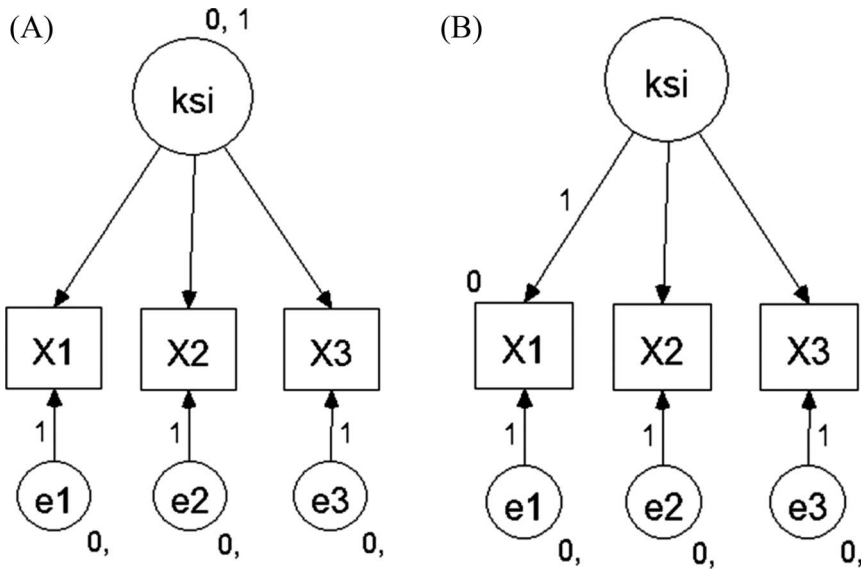 (A)
0, 1
ksi
X1
X2
X3
1
1
1
e1
e2
e3
0,
0,
0,
(B)
ksi
1
0
X1
X2
X3
1
1
1
e1
e2
e3
0,
0,
0,